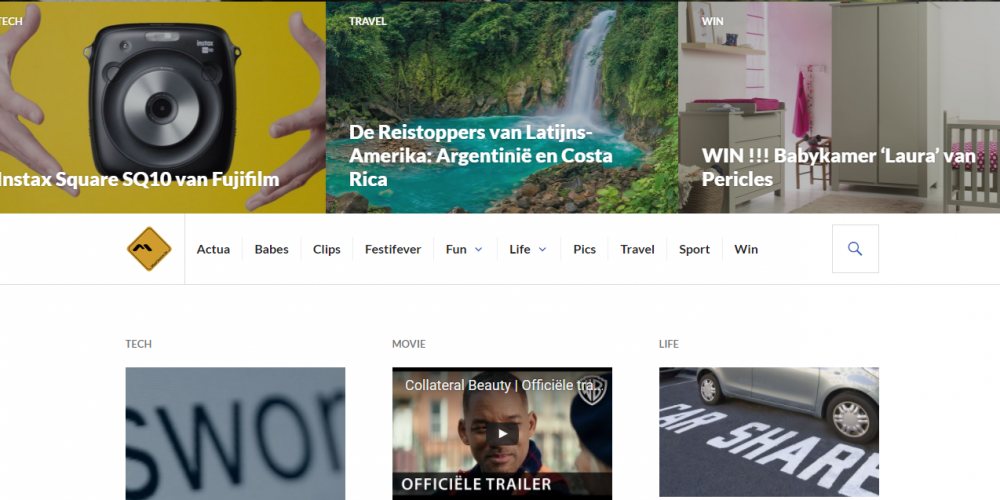 TECH
TRAVEL
WIN
instax
Instax Square SQ10 van Fujifilm
De Reistoppers van Latijns-
Amerika: Argentinië en Costa
Rica
WIN !!! Babykamer ‘Laura’ van
Pericles
Actua
Babes
Clips
Festifever
Fun
Life
Pics
Travel
Sport
Win
TECH
MOVIE
LIFE
swor
Collateral Beauty | Officiële tra...
WB
OFFICIËLE TRAILER
CAR SHARE